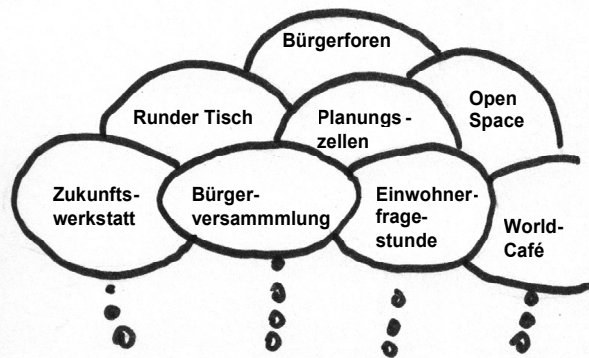 Bürgerforen
Runder Tisch
Planungs -
zellen
Open
Space
Zukunfts-
werkstatt
Bürger-
versammmlung
Einwohner-
frage-
stunde
World-
Café